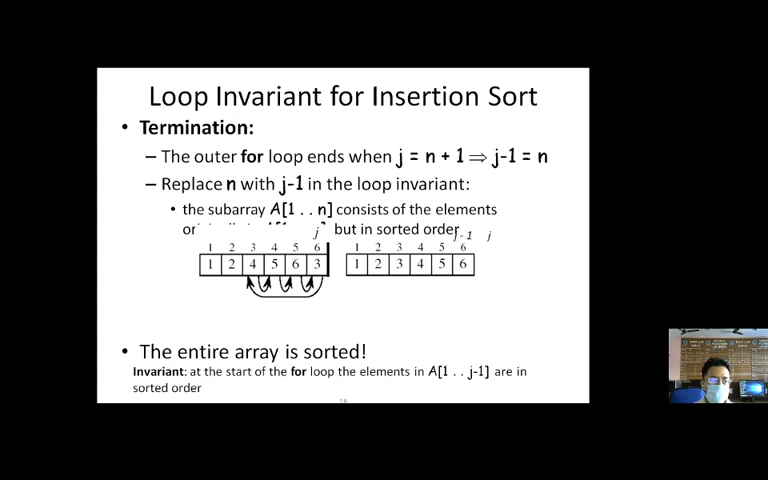 Loop Invariant for Insertion Sort
• Termination:
– The outer for loop ends when j = n + 1 ⇒ j-1 = n
– Replace n with j-1 in the loop invariant:
• the subarray A[1 . . n] consists of the elements
but in sorted order
j j - 1 j
1 2 3 4 5 6 1 2 3 4 5 6
1 2 4 5 6 3 1 2 3 4 5 6
• The entire array is sorted!
Invariant: at the start of the for loop the elements in A[1 . . j-1] are in
sorted order
18